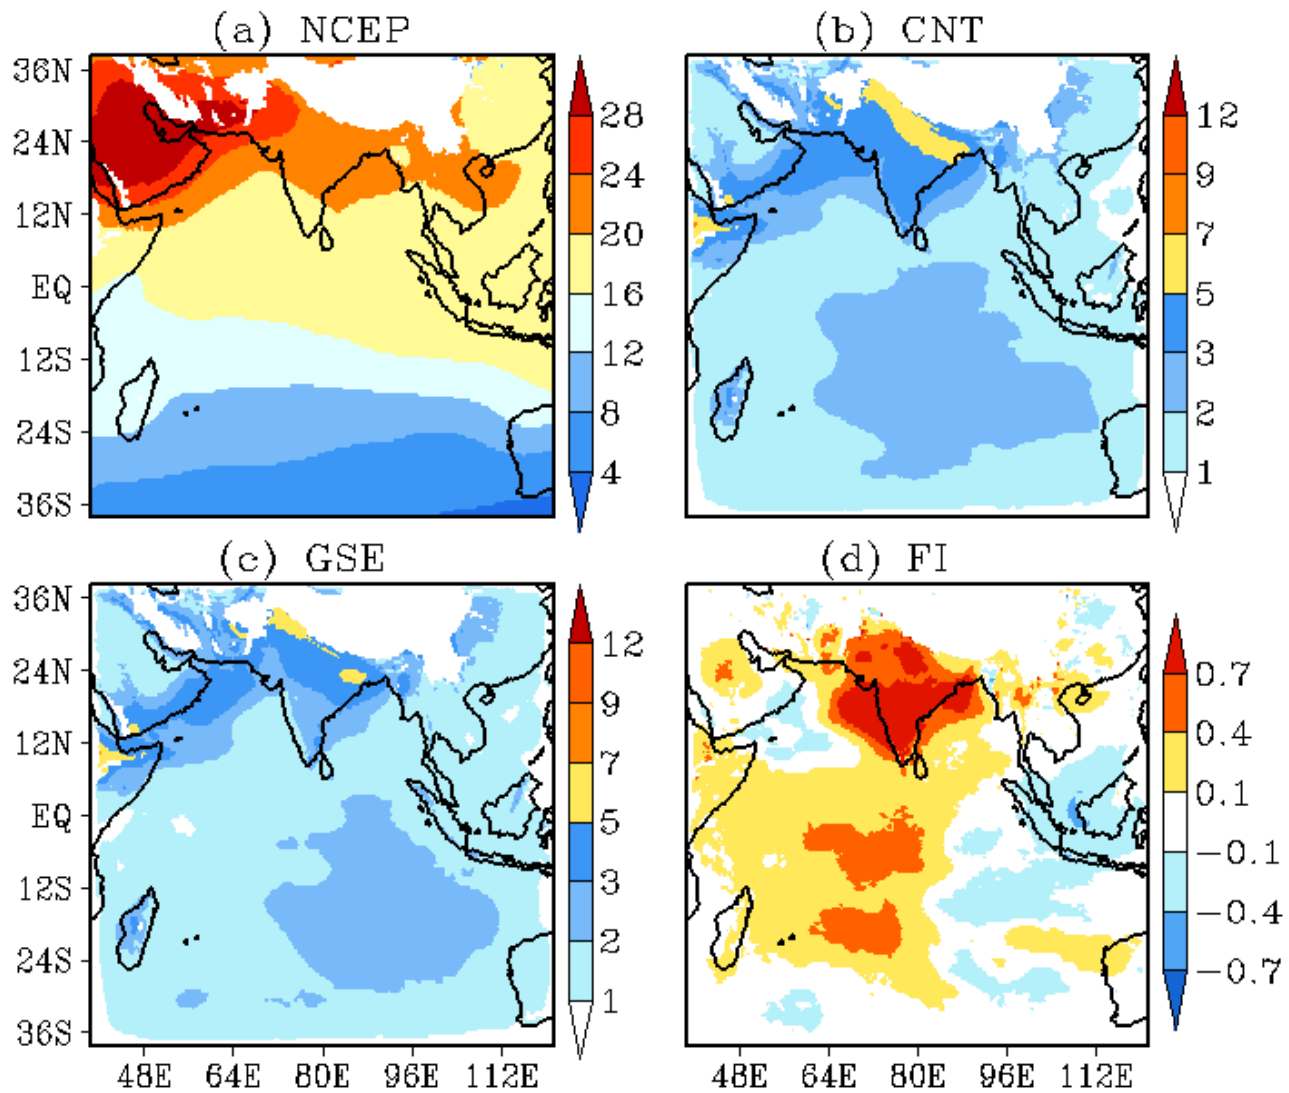 (a) NCEP
(b) CNT
36N
24N
12N
EQ
12S
24S
36S
28
24
20
16
12
8
4
12
9
7
5
3
2
1
(c) GSE
(d) FI
36N
24N
12N
EQ
12S
24S
36S
12
9
7
5
3
2
1
0.7
0.4
0.1
−0.1
−0.4
−0.7
48E 64E 80E 96E 112E
48E 64E 80E 96E 112E